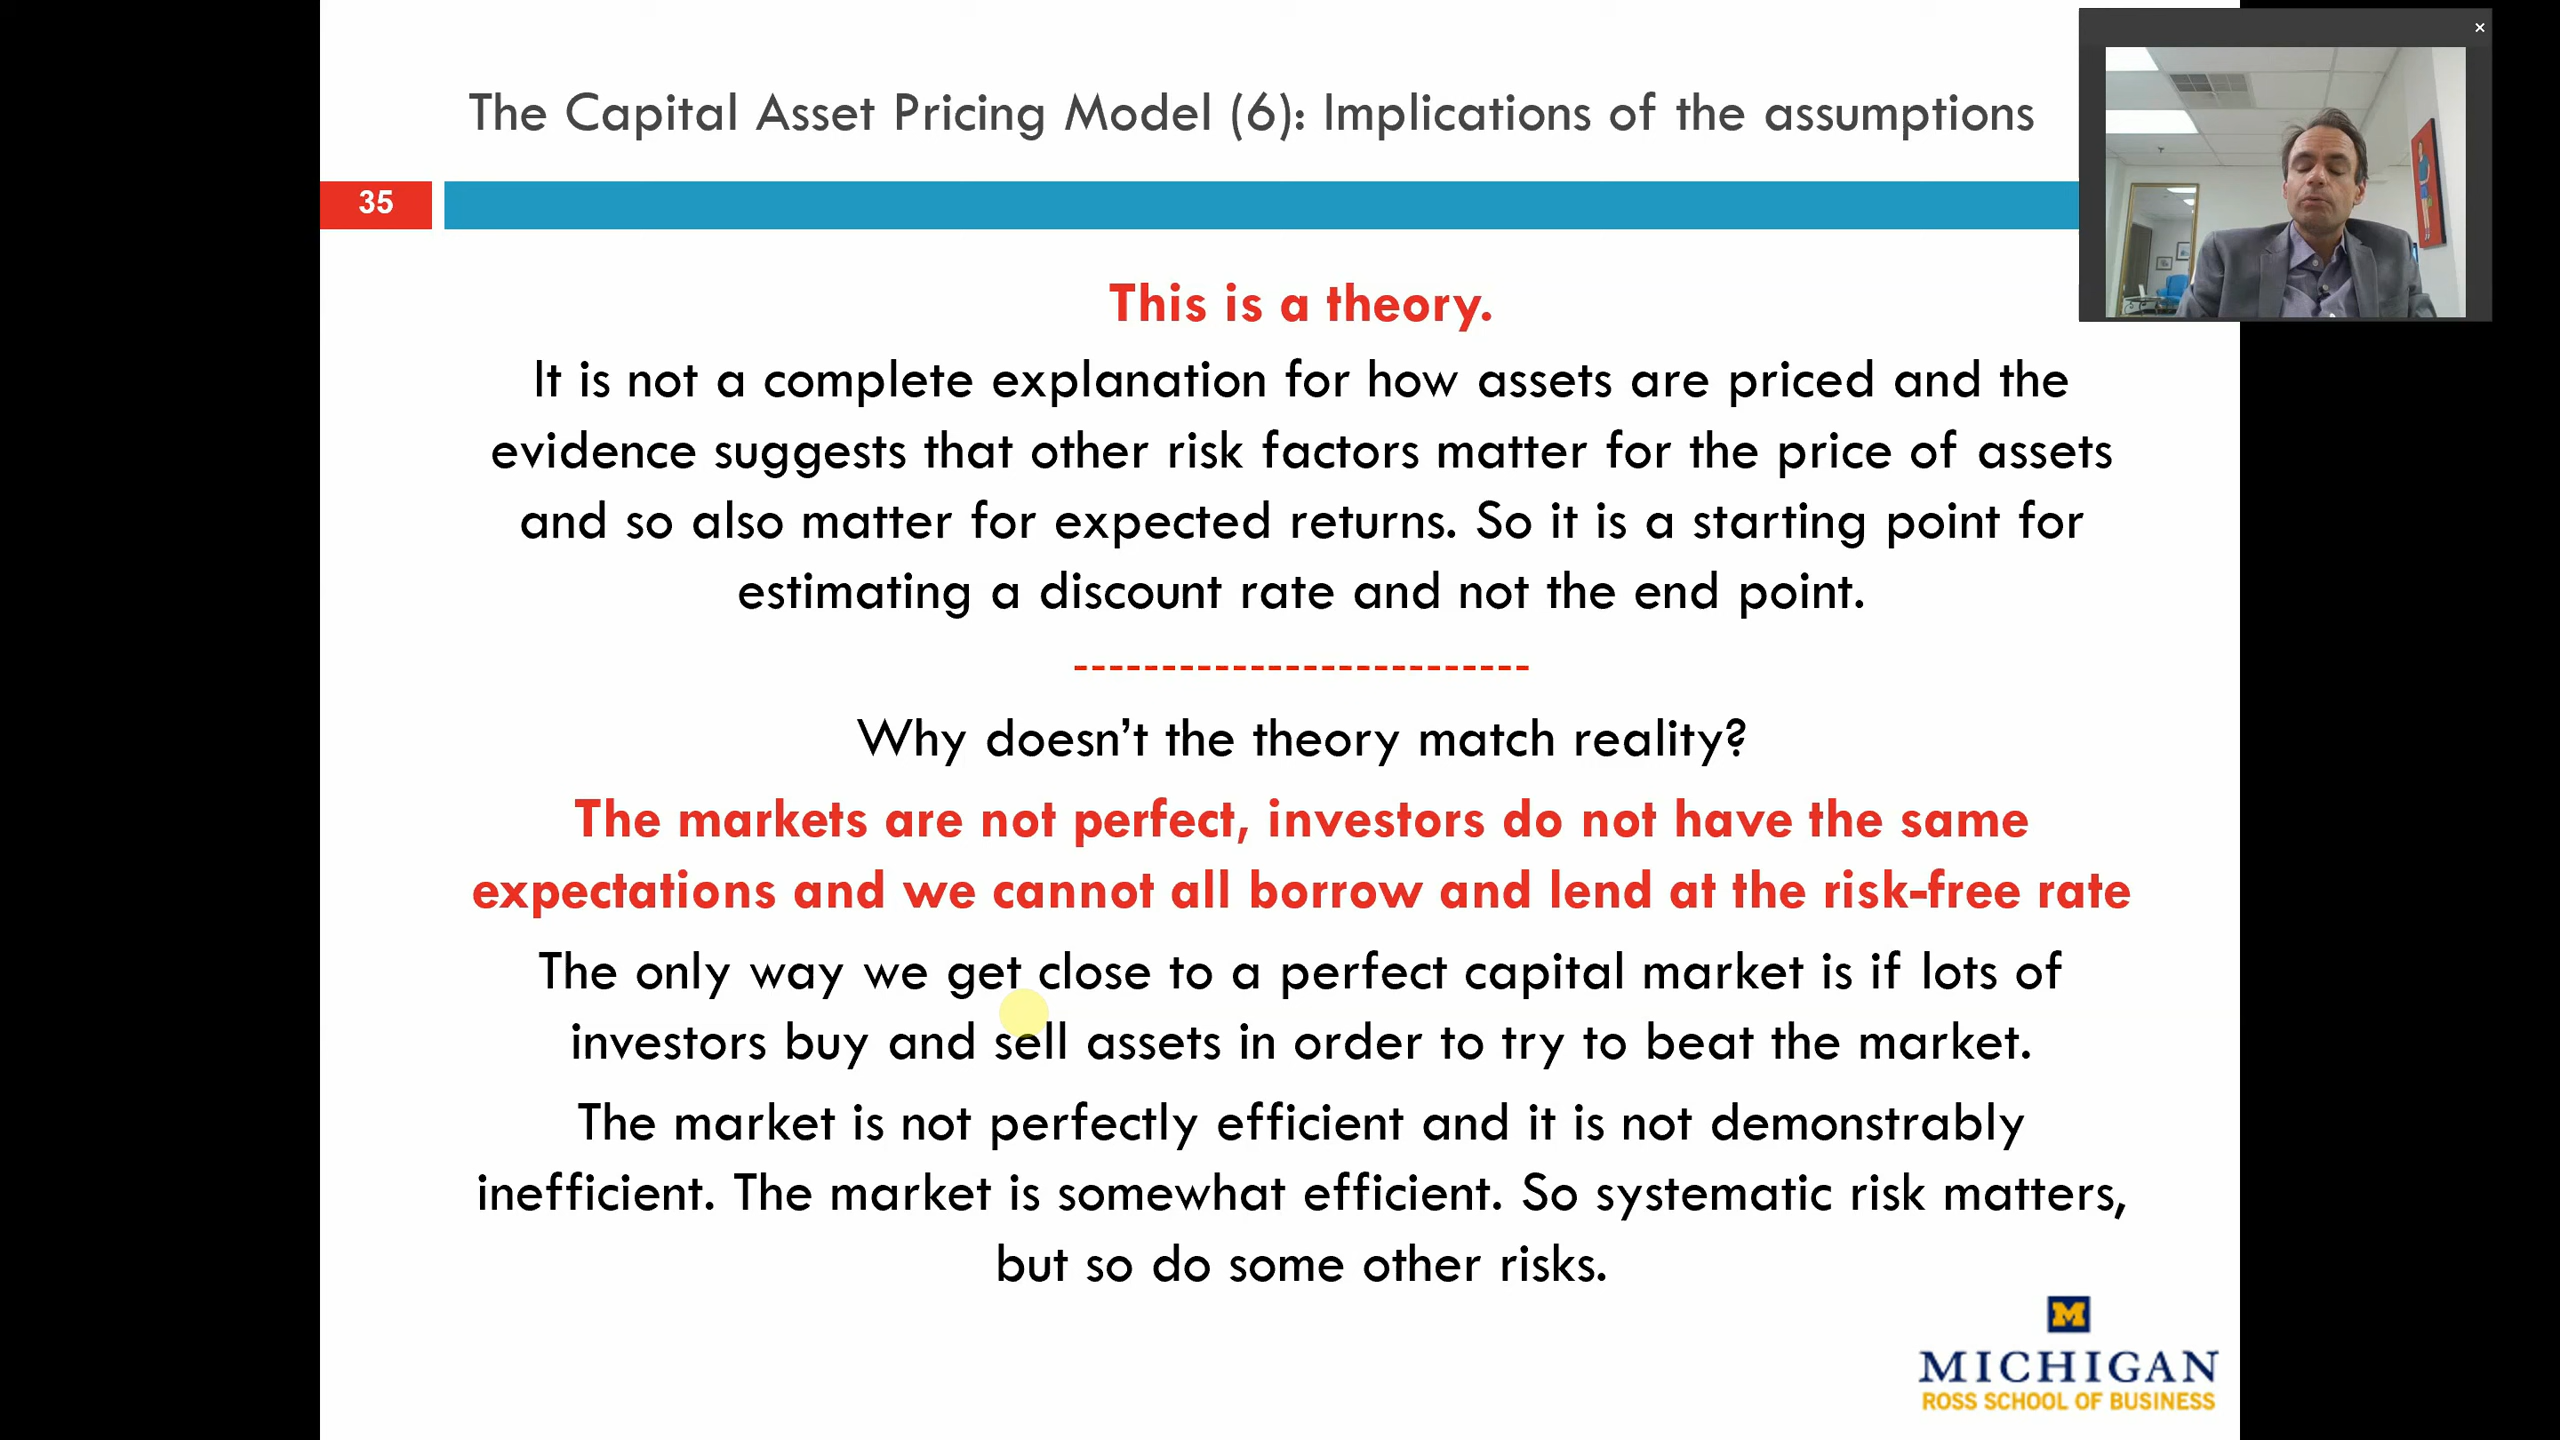 The Capital Asset Pricing Model (6): Implications of the assumptions
35
This is a theory.
It is not a complete explanation for how assets are priced and the
evidence suggests that other risk factors matter for the price of assets
and so also matter for expected returns. So it is a starting point for
estimating a discount rate and not the end point.
--------------------------
Why doesn’t the theory match reality?
The markets are not perfect, investors do not have the same
expectations and we cannot all borrow and lend at the risk-free rate
The only way we get close to a perfect capital market is if lots of
investors buy and sell assets in order to try to beat the market.
The market is not perfectly efficient and it is not demonstrably
inefficient. The market is somewhat efficient. So systematic risk matters,
but so do some other risks.
M
MICHIGAN
ROSS SCHOOL OF BUSINESS